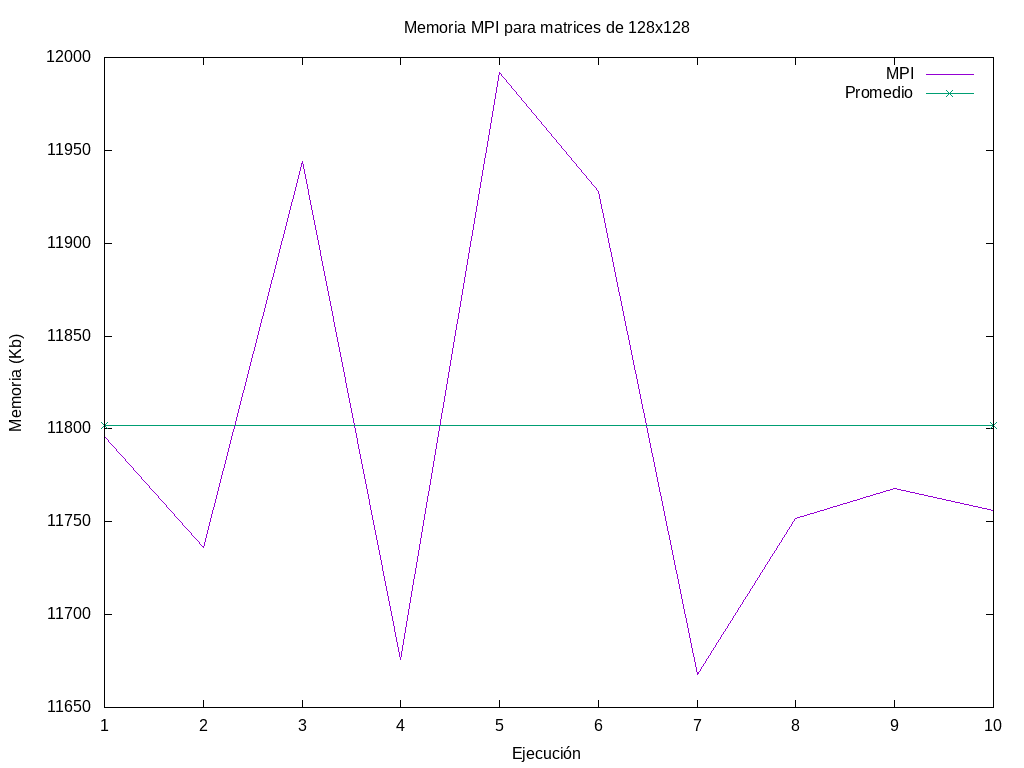 Memoria MPI para matrices de 128x128
MPI
Promedio
12000
11950
11900
11850
11800
11750
11700
11650
Memoria (Kb)
1 2 3 4 5 6 7 8 9 10
Ejecución